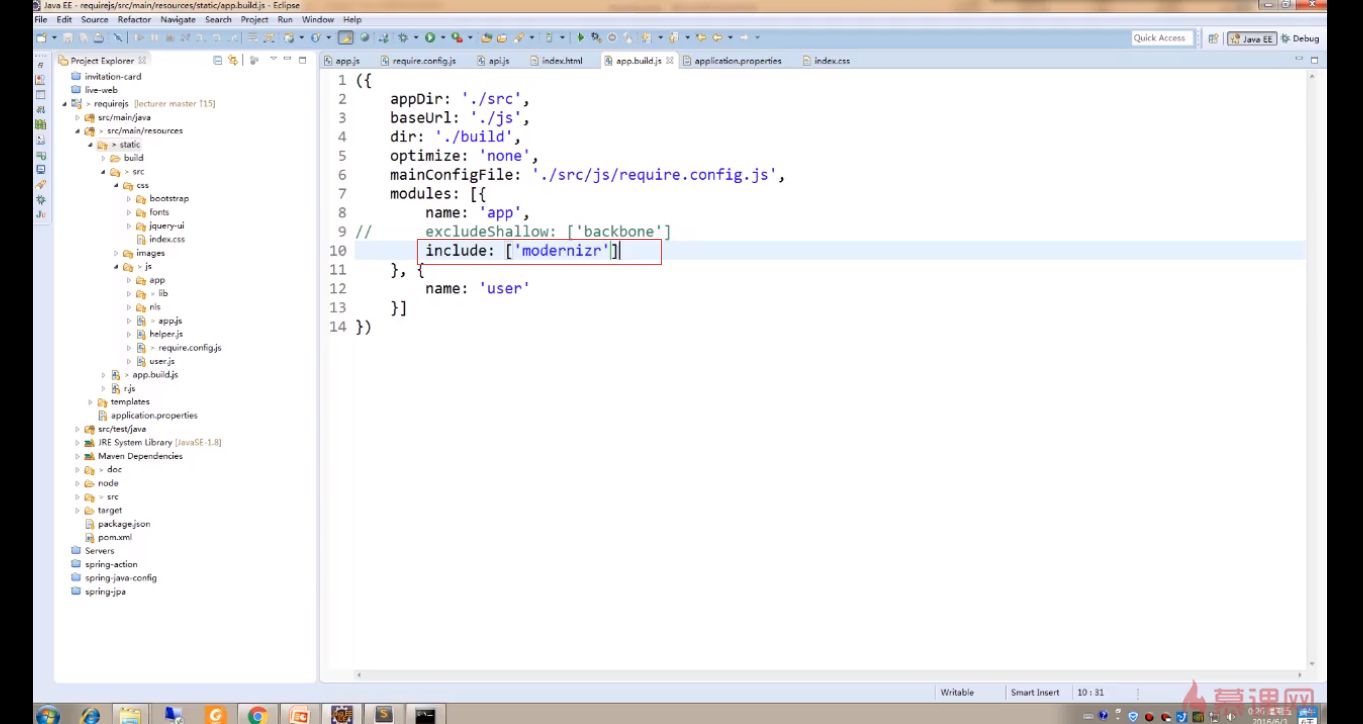 Java EE - requirejs/src/main/resources/static/app.build.js - Eclipse
File Edit Source Refactor Navigate Search Project Run Window Help
Quick Access
Java EE
Debug
Project Explorer
app.js
require.config.js
api.js
index.html
app.build.js
application.properties
index.css
invitation-card
live-web
> requirejs [lecturer master ↑15]
src/main/java
> src/main/resources
> static
build
> src
css
bootstrap
fonts
jquery-ui
index.css
images
> js
app
> lib
nls
> app.js
helper.js
> require.config.js
user.js
> app.build.js
r.js
templates
application.properties
src/test/java
JRE System Library [JavaSE-1.8]
Maven Dependencies
> doc
node
> src
target
package.json
pom.xml
Servers
spring-action
spring-java-config
spring-jpa
1 ({
2 appDir: './src',
3 baseUrl: './js',
4 dir: './build',
5 optimize: 'none',
6 mainConfigFile: './src/js/require.config.js',
7 modules: [{
8 name: 'app',
9 // excludeShallow: ['backbone']
10 include: ['modernizr']
11 }, {
12 name: 'user'
13 }]
14 })
Writable
Smart Insert
10 : 31
慕课网